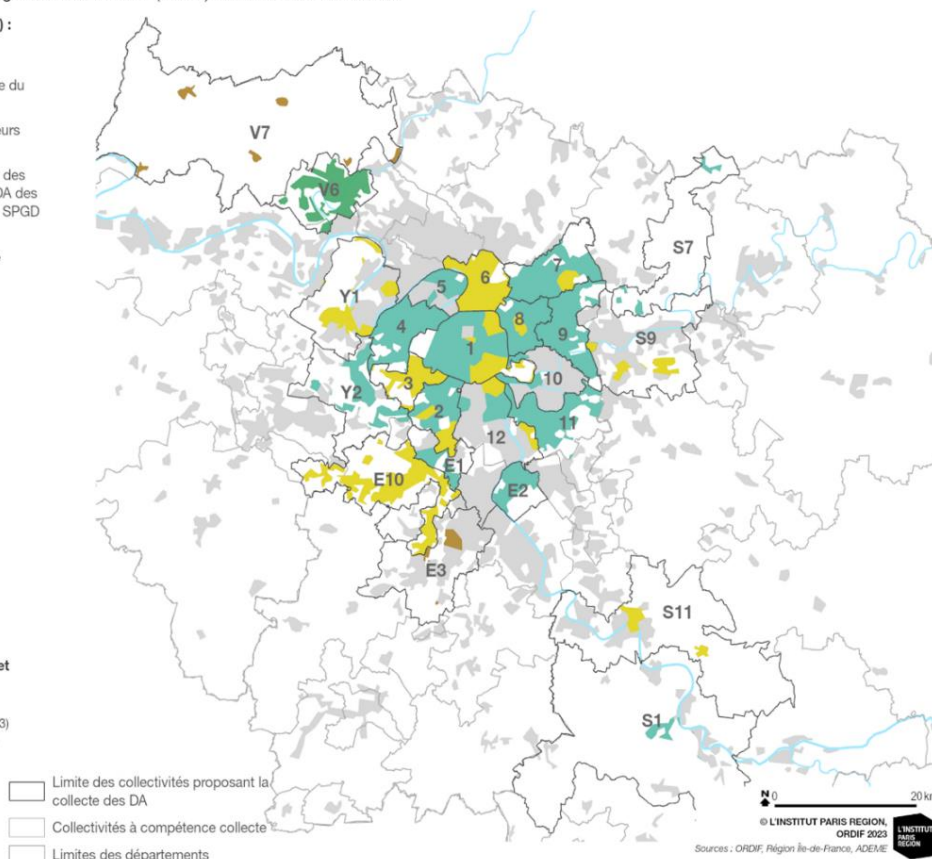 ) :
e du
eurs
des
DA des
SPGD
V7
V6
S7
7
6
5
Y1
4
8
9
S9
1
10
3
Y2
2
11
12
E1
E10
E2
E3
S11
S1
et
3)
Limite des collectivités proposant la
collecte des DA
Collectivités à compétence collecte
Limites des départements
N
0
20 km
© L'INSTITUT PARIS REGION,
ORDIF 2023
Sources : ORDIF, Région Île-de-France, ADEME
L'INSTITUT
PARIS
REGION